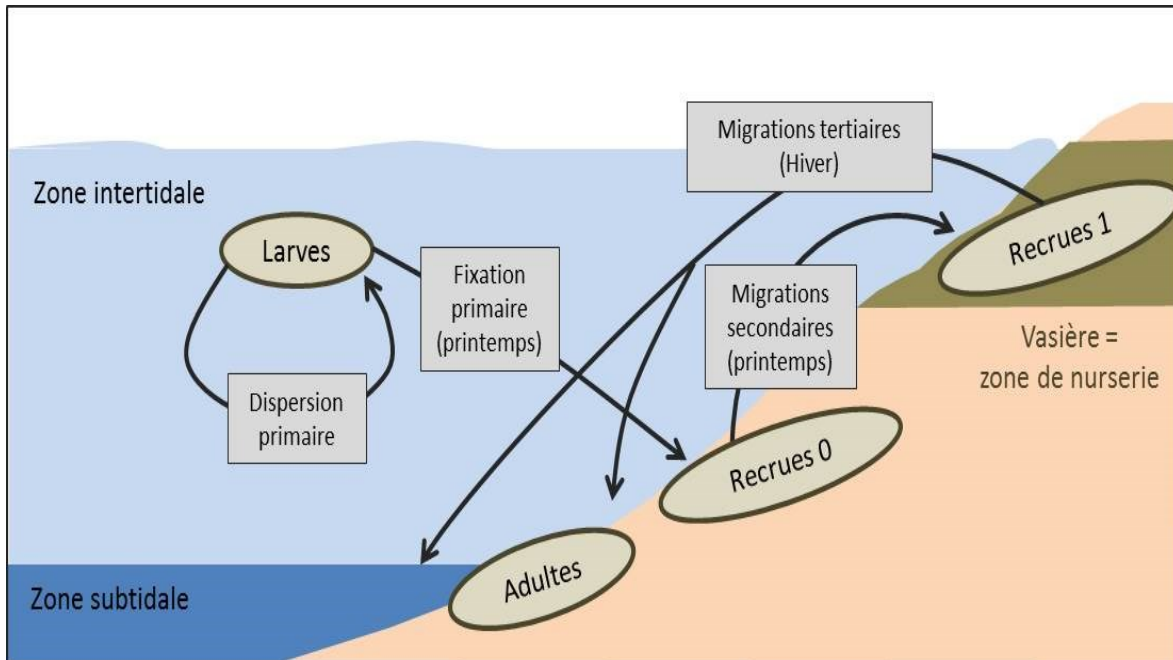 Migrations tertiaires
(Hiver)
Zone intertidale
Larves
Recrues 1
Fixation
primaire
(printemps)
Migrations
secondaires
(printemps)
Vasière =
zone de nurserie
Dispersion
primaire
Recrues 0
Adultes
Zone subtidale